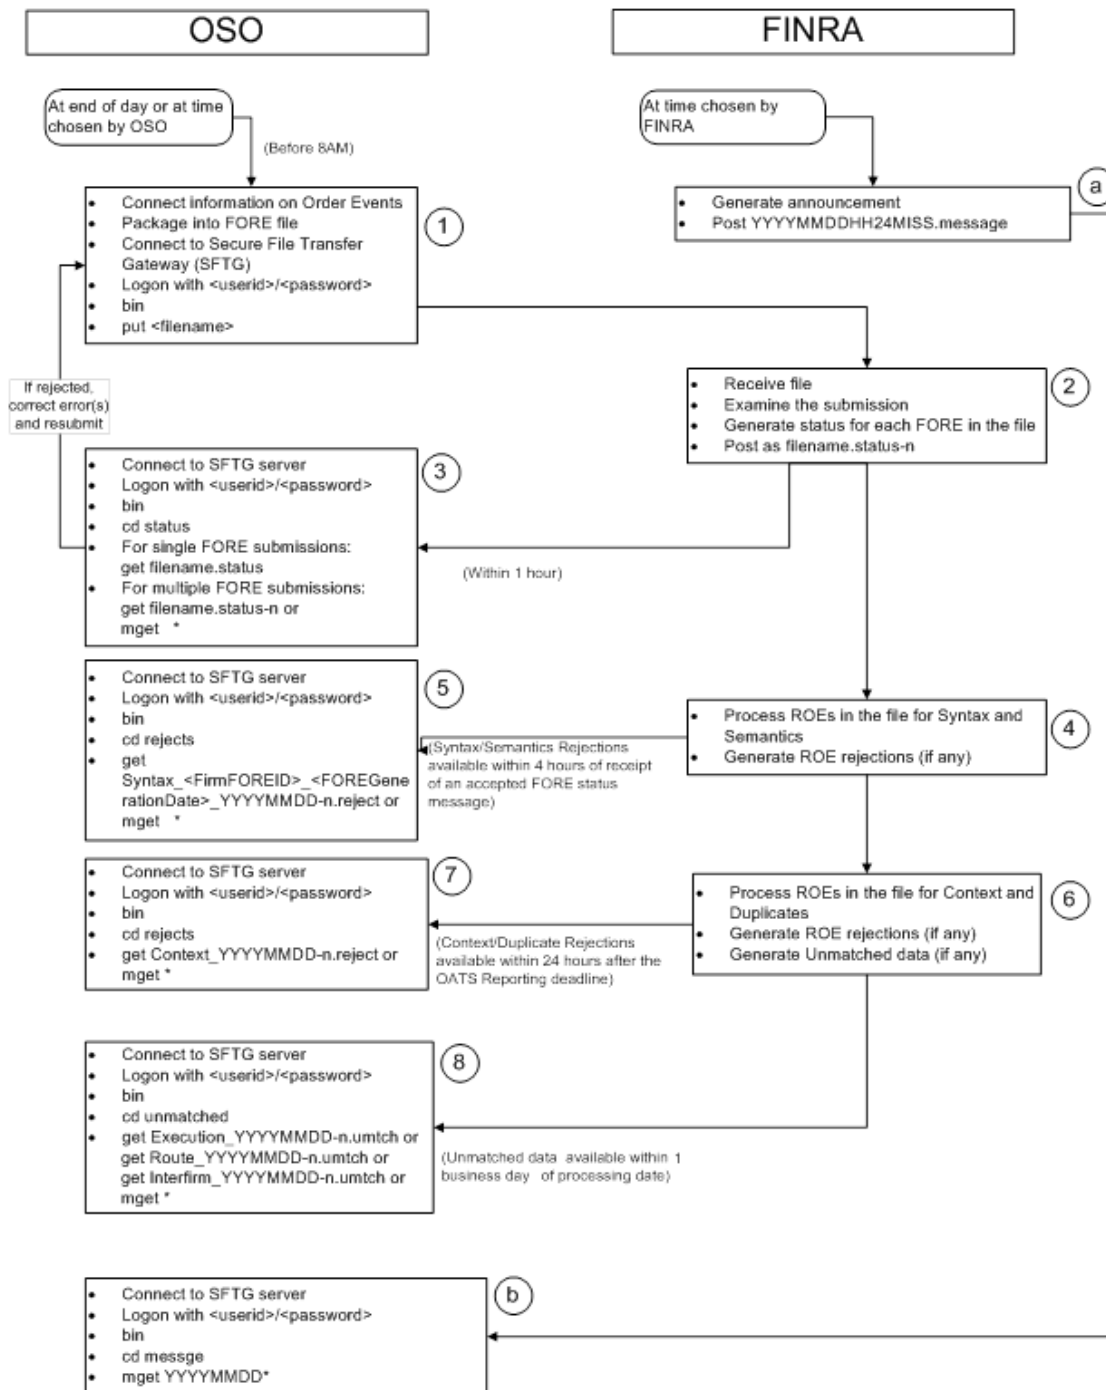 OSO
FINRA
At end of day or at time
chosen by OSO
At time chosen by
FINRA
(Before 8AM)
a
• Generate announcement
• Post YYYYMMDDHH24MISS.message
• Connect information on Order Events
• Package into FORE file
• Connect to Secure File Transfer
Gateway (SFTG)
• Logon with <userid>/<password>
• bin
• put <filename>
1
If rejected,
correct error(s)
and resubmit
• Receive file
• Examine the submission
• Generate status for each FORE in the file
• Post as filename.status-n
2
• Connect to SFTG server
• Logon with <userid>/<password>
• bin
• cd status
• For single FORE submissions:
get filename.status
• For multiple FORE submissions:
get filename.status-n or
mget *
3
(Within 1 hour)
• Process ROEs in the file for Syntax and
Semantics
• Generate ROE rejections (if any)
4
• Connect to SFTG server
• Logon with <userid>/<password>
• bin
• cd rejects
• get
Syntax_<FirmFOREID>_<FOREGene
rationDate>_YYYYMMDD-n.reject or
mget *
5
(Syntax/Semantics Rejections
available within 4 hours of receipt
of an accepted FORE status
message)
• Process ROEs in the file for Context and
Duplicates
• Generate ROE rejections (if any)
• Generate Unmatched data (if any)
6
• Connect to SFTG server
• Logon with <userid>/<password>
• bin
• cd rejects
• get Context_YYYYMMDD-n.reject or
mget *
7
(Context/Duplicate Rejections
available within 24 hours after the
OATS Reporting deadline)
• Connect to SFTG server
• Logon with <userid>/<password>
• bin
• cd unmatched
• get Execution_YYYYMMDD-n.umtch or
get Route_YYYYMMDD-n.umtch or
get Interfirm_YYYYMMDD-n.umtch or
mget *
8
(Unmatched data available within 1
business day of processing date)
• Connect to SFTG server
• Logon with <userid>/<password>
• bin
• cd messge
• mget YYYYMMDD*
b